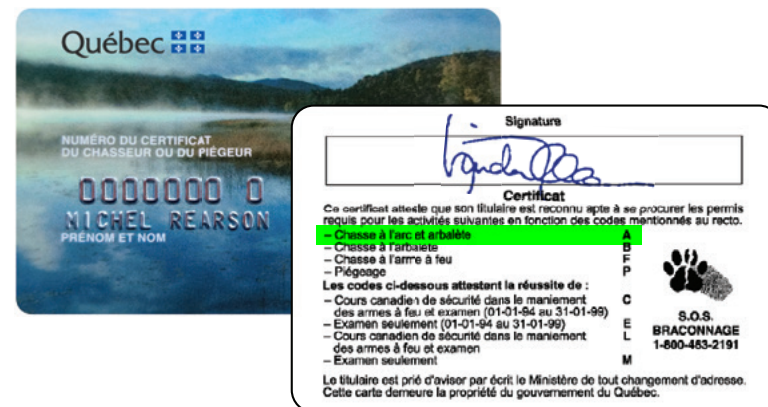 Québec
NUMÉRO DU CERTIFICAT
DU CHASSEUR OU DU PIÉGEUR
0000000 0
MICHEL REARSON
PRÉNOM ET NOM
Signature
Certificat
Ce certificat atteste que son titulaire est reconnu apte à se procurer les permis
requis pour les activités suivantes en fonction des codes mentionnés au recto.
– Chasse à l'arc et arbalète A
– Chasse à l'arbalète B
– Chasse à l'arme à feu F
– Piégeage P
Les codes ci-dessous attestent la réussite de :
– Cours canadien de sécurité dans le maniement C
des armes à feu et examen (01-01-94 au 31-01-99)
– Examen seulement (01-01-94 au 31-01-99) E
– Cours canadien de sécurité dans le maniement L
des armes à feu et examen
– Examen seulement M
S.O.S.
BRACONNAGE
1-800-463-2191
Le titulaire est prié d'aviser par écrit le Ministère de tout changement d'adresse.
Cette carte demeure la propriété du gouvernement du Québec.